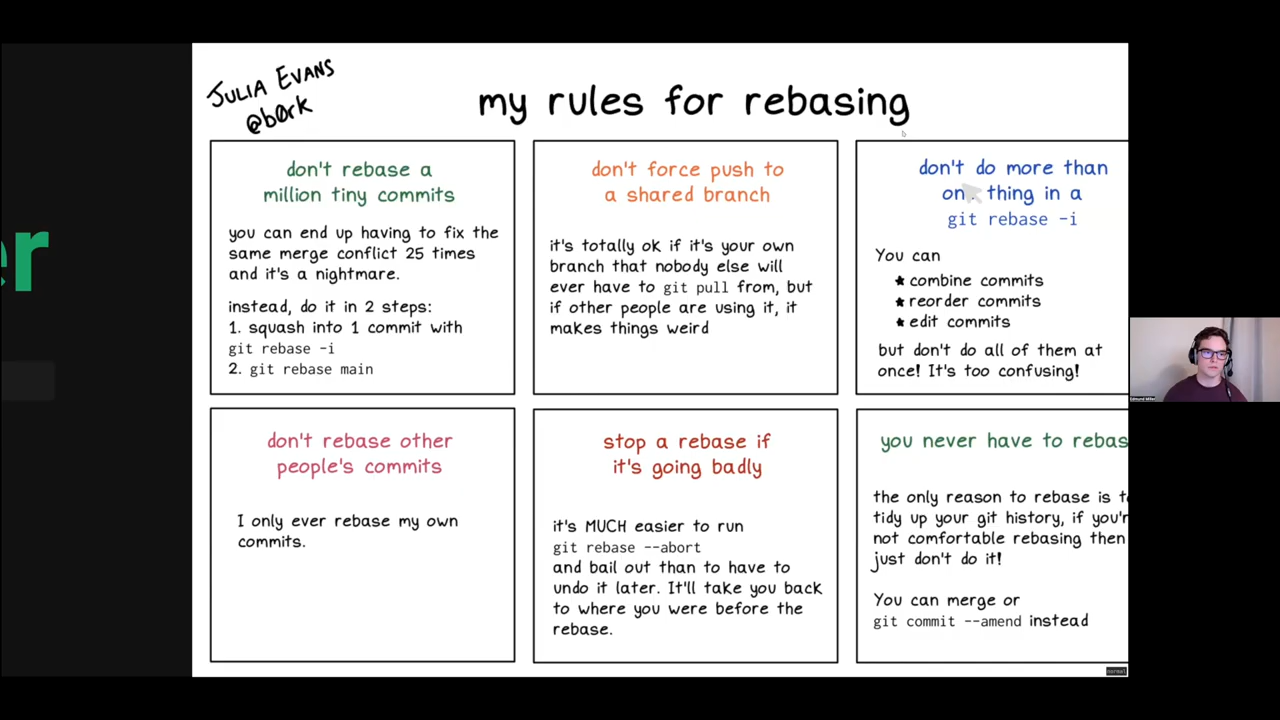 er
JULIA EVANS
@b0rk
my rules for rebasing
don't rebase a
million tiny commits
you can end up having to fix the
same merge conflict 25 times
and it's a nightmare.
instead, do it in 2 steps:
1. squash into 1 commit with
git rebase -i
2. git rebase main
don't force push to
a shared branch
it's totally ok if it's your own
branch that nobody else will
ever have to git pull from, but
if other people are using it, it
makes things weird
don't do more than
thing in a
git rebase -i
You can
★ combine commits
★ reorder commits
★ edit commits
but don't do all of them at
once! It's too confusing!
don't rebase other
people's commits
I only ever rebase my own
commits.
stop a rebase if
it's going badly
it's MUCH easier to run
git rebase --abort
and bail out than to have to
undo it later. It'll take you back
to where you were before the
rebase.
you never have to rebas
the only reason to rebase is to
tidy up your git history, if you'r
not comfortable rebasing then
just don't do it!
You can merge or
git commit --amend instead
Edmund Miller
normal